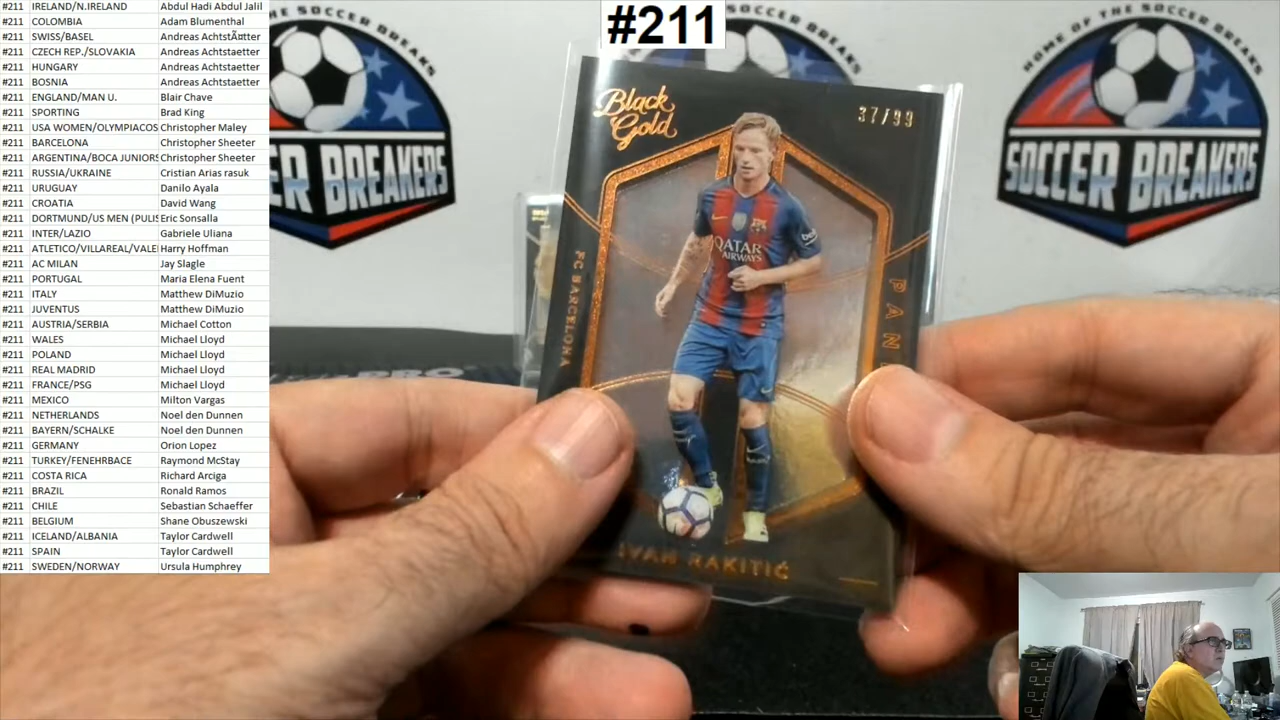 #211 IRELAND/N.IRELAND Abdul Hadi Abdul Jalil
#211 COLOMBIA Adam Blumenthal
#211 SWISS/BASEL Andreas AchtstÃ¤tter
#211 CZECH REP./SLOVAKIA Andreas Achtstaetter
#211 HUNGARY Andreas Achtstaetter
#211 BOSNIA Andreas Achtstaetter
#211 ENGLAND/MAN U. Blair Chave
#211 SPORTING Brad King
#211 USA WOMEN/OLYMPIACOS Christopher Maley
#211 BARCELONA Christopher Sheeter
#211 ARGENTINA/BOCA JUNIORS Christopher Sheeter
#211 RUSSIA/UKRAINE Cristian Arias rasuk
#211 URUGUAY Danilo Ayala
#211 CROATIA David Wang
#211 DORTMUND/US MEN (PULIS Eric Sonsalla
#211 INTER/LAZIO Gabriele Uliana
#211 ATLETICO/VILLAREAL/VALE Harry Hoffman
#211 AC MILAN Jay Slagle
#211 PORTUGAL Maria Elena Fuent
#211 ITALY Matthew DiMuzio
#211 JUVENTUS Matthew DiMuzio
#211 AUSTRIA/SERBIA Michael Cotton
#211 WALES Michael Lloyd
#211 POLAND Michael Lloyd
#211 REAL MADRID Michael Lloyd
#211 FRANCE/PSG Michael Lloyd
#211 MEXICO Milton Vargas
#211 NETHERLANDS Noel den Dunnen
#211 BAYERN/SCHALKE Noel den Dunnen
#211 GERMANY Orion Lopez
#211 TURKEY/FENEHRBACE Raymond McStay
#211 COSTA RICA Richard Arciga
#211 BRAZIL Ronald Ramos
#211 CHILE Sebastian Schaeffer
#211 BELGIUM Shane Obuszewski
#211 ICELAND/ALBANIA Taylor Cardwell
#211 SPAIN Taylor Cardwell
#211 SWEDEN/NORWAY Ursula Humphrey
#211
THE SOCCER BREAKS
ER BREAKERS
HOME OF THE SOCCER BREAKS
SOCCER BREAKERS
Black
Gold
37/99
QATAR
AIRWAYS
beko
FC BARCELONA
PANI
IVAN RAKITIĆ
PRO